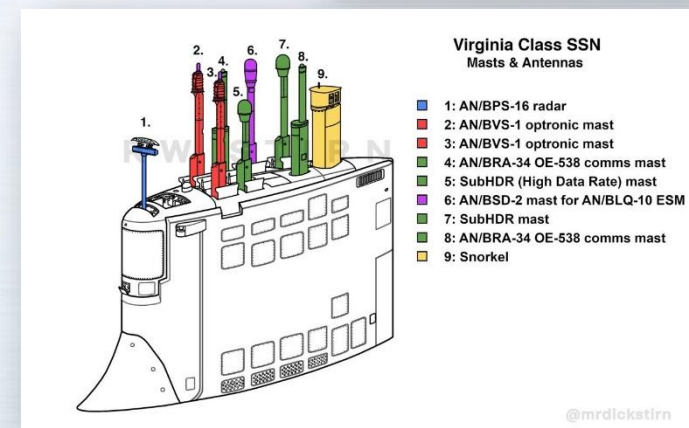 Virginia Class SSN
Masts & Antennas
1: AN/BPS-16 radar
2: AN/BVS-1 optronic mast
3: AN/BVS-1 optronic mast
4: AN/BRA-34 OE-538 comms mast
5: SubHDR (High Data Rate) mast
6: AN/BSD-2 mast for AN/BLQ-10 ESM
7: SubHDR mast
8: AN/BRA-34 OE-538 comms mast
9: Snorkel
1.
2.
3.
4.
5.
6.
7.
8.
9.
@mrdickstirn